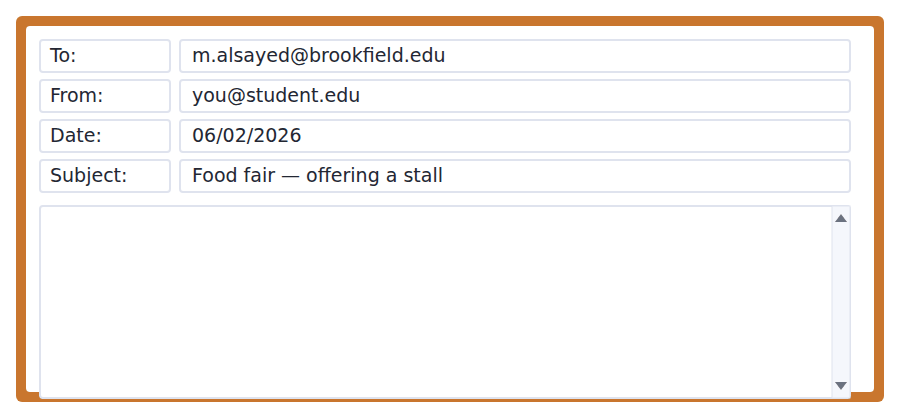 To: m.alsayed@brookfield.edu
From: you@student.edu
Date: 06/02/2026
Subject: Food fair — offering a stall